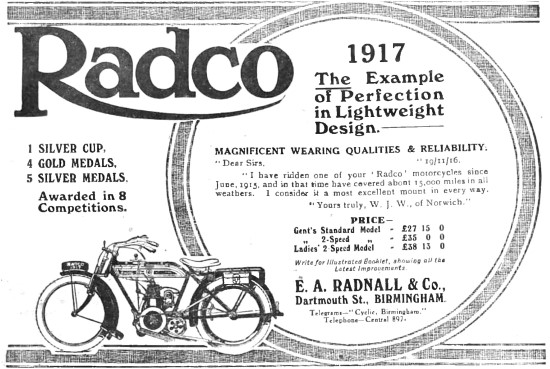 Radco
1917
The Example
of Perfection
in Lightweight
Design.
1 SILVER CUP,
4 GOLD MEDALS,
5 SILVER MEDALS.
Awarded in 8
Competitions.
MAGNIFICENT WEARING QUALITIES & RELIABILITY.
"Dear Sirs, "19/11/16.
"I have ridden one of your 'Radco' motorcycles since
June, 1915, and in that time have covered about 15,000 miles in all
weathers. I consider it a most excellent mount in every way.
"Yours truly, W. J. W., of Norwich."
PRICE—
Gent's Standard Model - £27 15 0
„ 2-Speed „ - £35 0 0
Ladies' 2-Speed Model - £38 13 0
Write for Illustrated Booklet, showing all the
Latest Improvements.
E. A. RADNALL & Co.,
Dartmouth St., BIRMINGHAM.
Telegrams—"Cyclic, Birmingham."
Telephone—Central